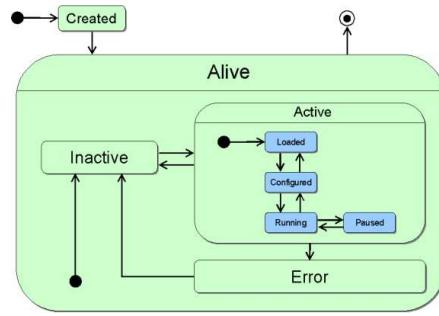 Created
Alive
Active
Loaded
Inactive
Configured
Running
Paused
Error